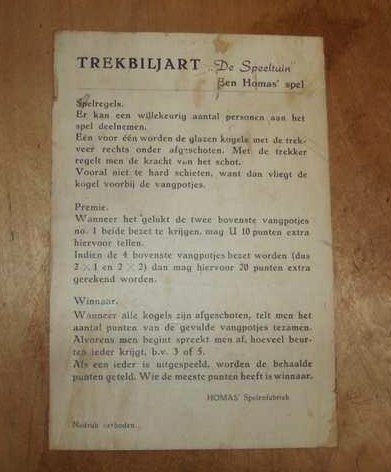 TREKBILJART „De Speeltuin"
Een Homas' spel
Spelregels.
Er kan een willekeurig aantal personen aan het
spel deelnemen.
Eén voor één worden de glazen kogels met de trek-
veer rechts onder afgeschoten. Met de trekker
regelt men de kracht van het schot.
Vooral niet te hard schieten, want dan vliegt de
kogel voorbij de vangpotjes.
Premie.
Wanneer het gelukt de twee bovenste vangpotjes
no. 1 beide bezet te krijgen, mag U 10 punten extra
hiervoor tellen.
Indien de 4 bovenste vangpotjes bezet worden (dus
2 × 1 en 2 × 2) dan mag hiervoor 20 punten extra
gerekend worden.
Winnaar.
Wanneer alle kogels zijn afgeschoten, telt men het
aantal punten van de gevulde vangpotjes tezamen.
Alvorens men begint spreekt men af, hoeveel beur-
ten ieder krijgt, b.v. 3 of 5.
Als een ieder is uitgespeeld, worden de behaalde
punten geteld. Wie de meeste punten heeft is winnaar.
HOMAS' Spelenfabriek
Nadruk verboden.